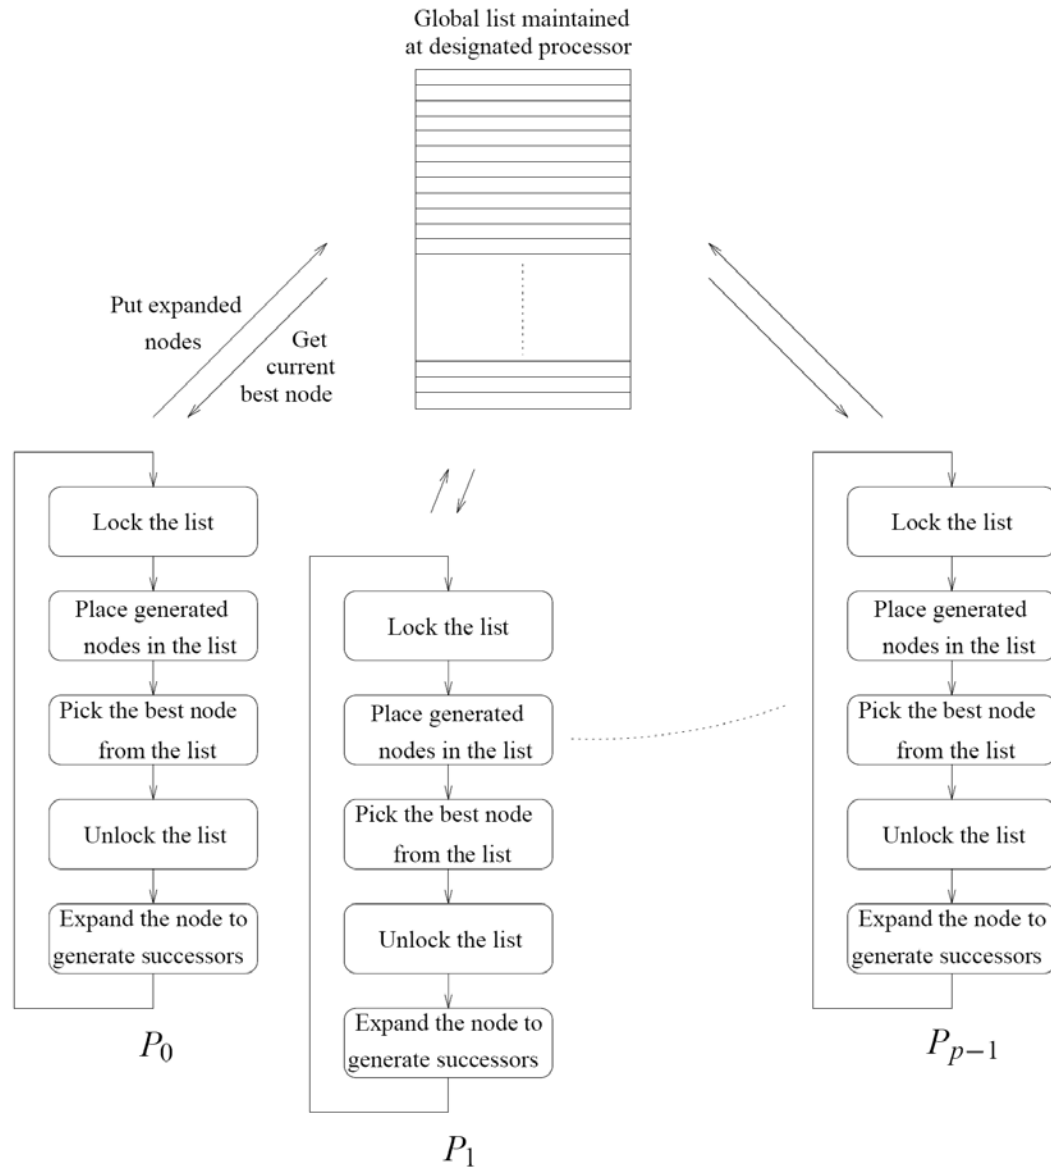 Global list maintained
at designated processor
Put expanded
nodes
Get
current
best node
Lock the list
Place generated
nodes in the list
Pick the best node
from the list
Unlock the list
Expand the node to
generate successors
P0
Lock the list
Place generated
nodes in the list
Pick the best node
from the list
Unlock the list
Expand the node to
generate successors
P1
Lock the list
Place generated
nodes in the list
Pick the best node
from the list
Unlock the list
Expand the node to
generate successors
Pp−1